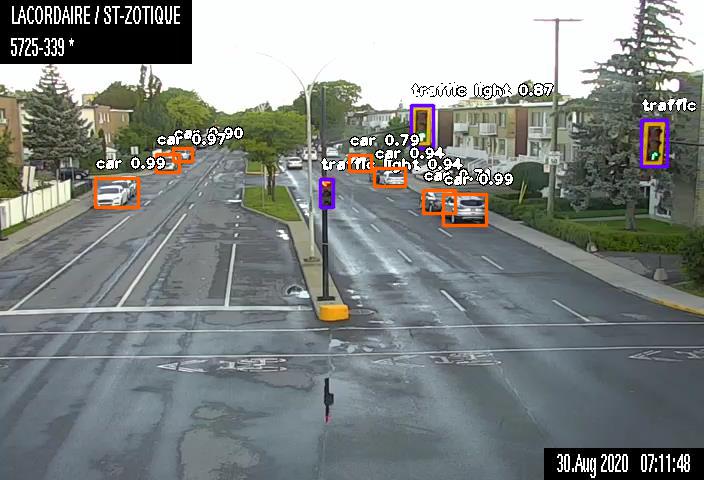 LACORDAIRE / ST-ZOTIQUE
5725-339 *
traffic light 0.87
traffic
car 0.90
car 0.97
car 0.79
car 0.94
car 0.99
traffic light 0.94
car 0.99
30.Aug 2020 07:11:48